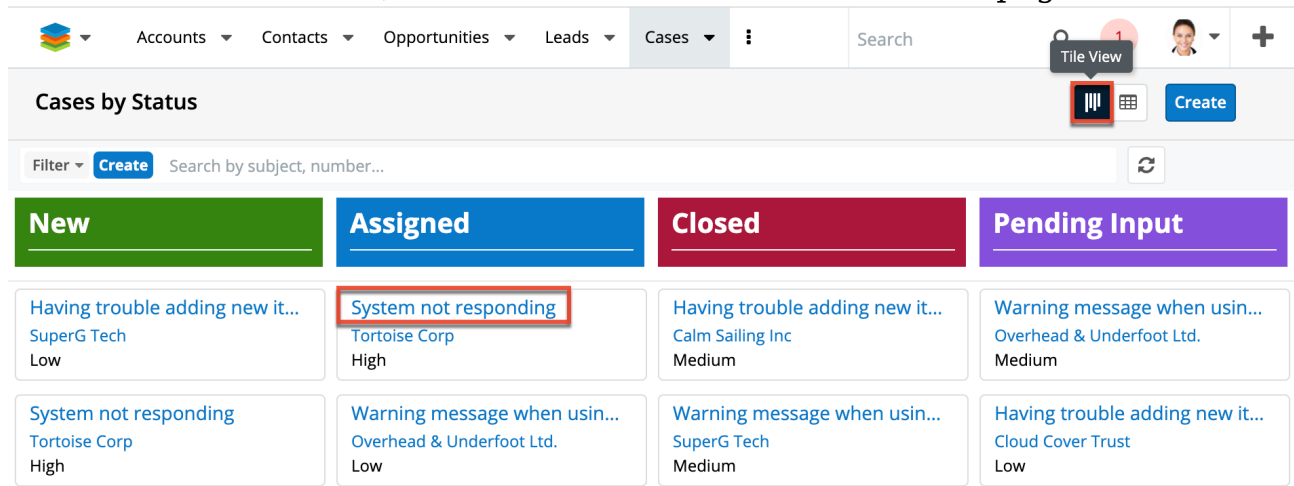 Accounts Contacts Opportunities Leads Cases Search 1
Tile View
Cases by Status Create
Filter Create Search by subject, number...
New Assigned Closed Pending Input
Having trouble adding new it... System not responding Having trouble adding new it... Warning message when usin...
SuperG Tech Tortoise Corp Calm Sailing Inc Overhead & Underfoot Ltd.
Low High Medium Medium
System not responding Warning message when usin... Warning message when usin... Having trouble adding new it...
Tortoise Corp Overhead & Underfoot Ltd. SuperG Tech Cloud Cover Trust
High Low Medium Low